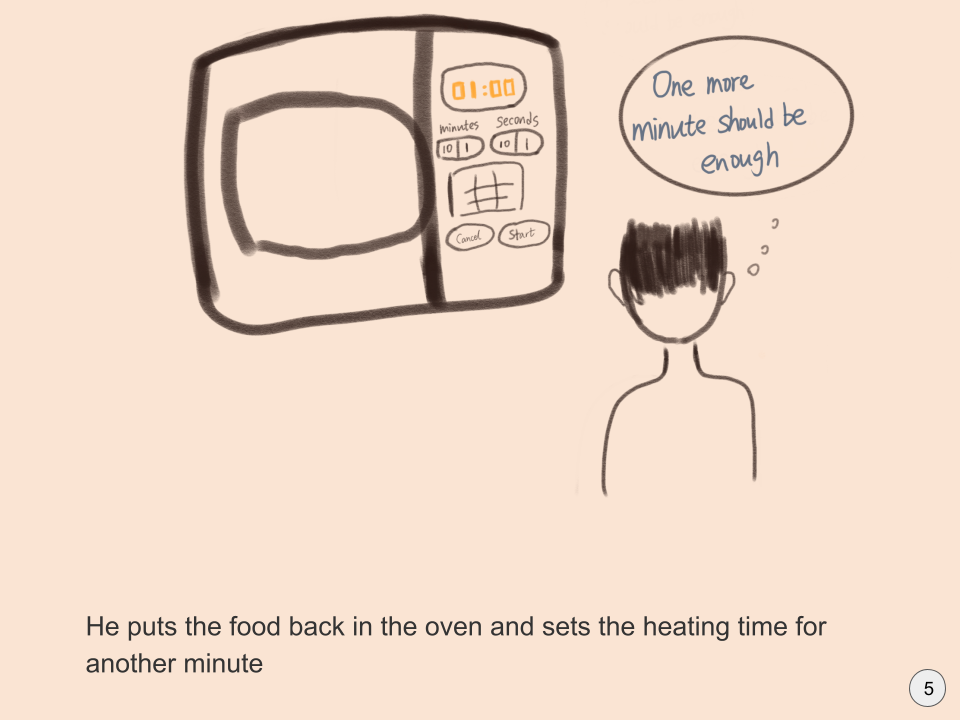 01:00
minutes seconds
10 1 10 1
Cancel Start
One more
minute should be
enough
He puts the food back in the oven and sets the heating time for
another minute
5